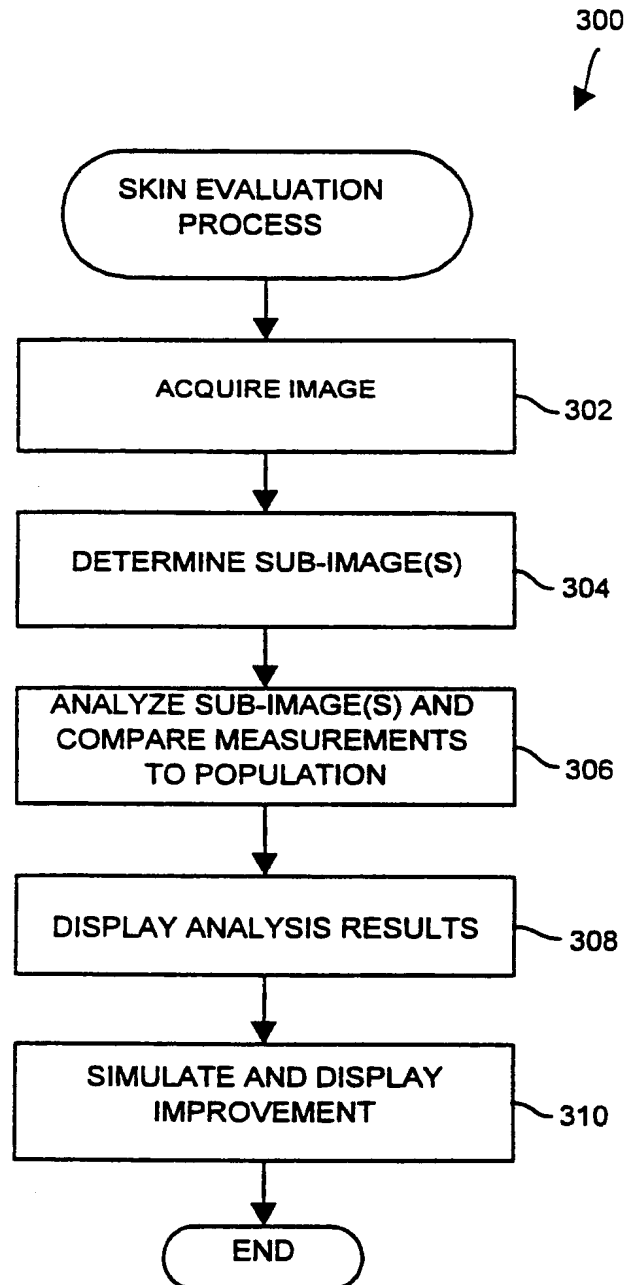 300
SKIN EVALUATION
PROCESS
ACQUIRE IMAGE
302
DETERMINE SUB-IMAGE(S)
304
ANALYZE SUB-IMAGE(S) AND
COMPARE MEASUREMENTS
TO POPULATION
306
DISPLAY ANALYSIS RESULTS
308
SIMULATE AND DISPLAY
IMPROVEMENT
310
END